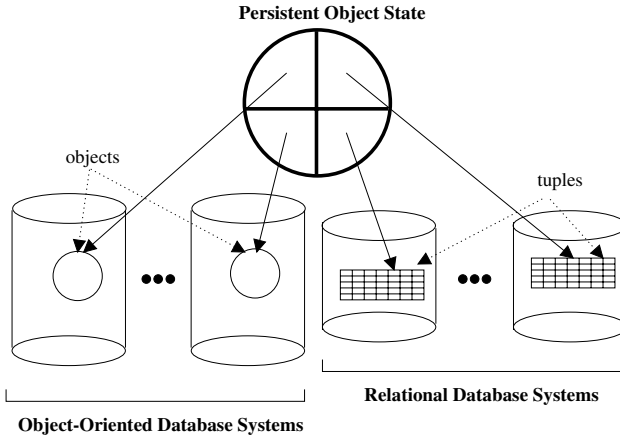 Persistent Object State
objects
tuples
Relational Database Systems
Object-Oriented Database Systems